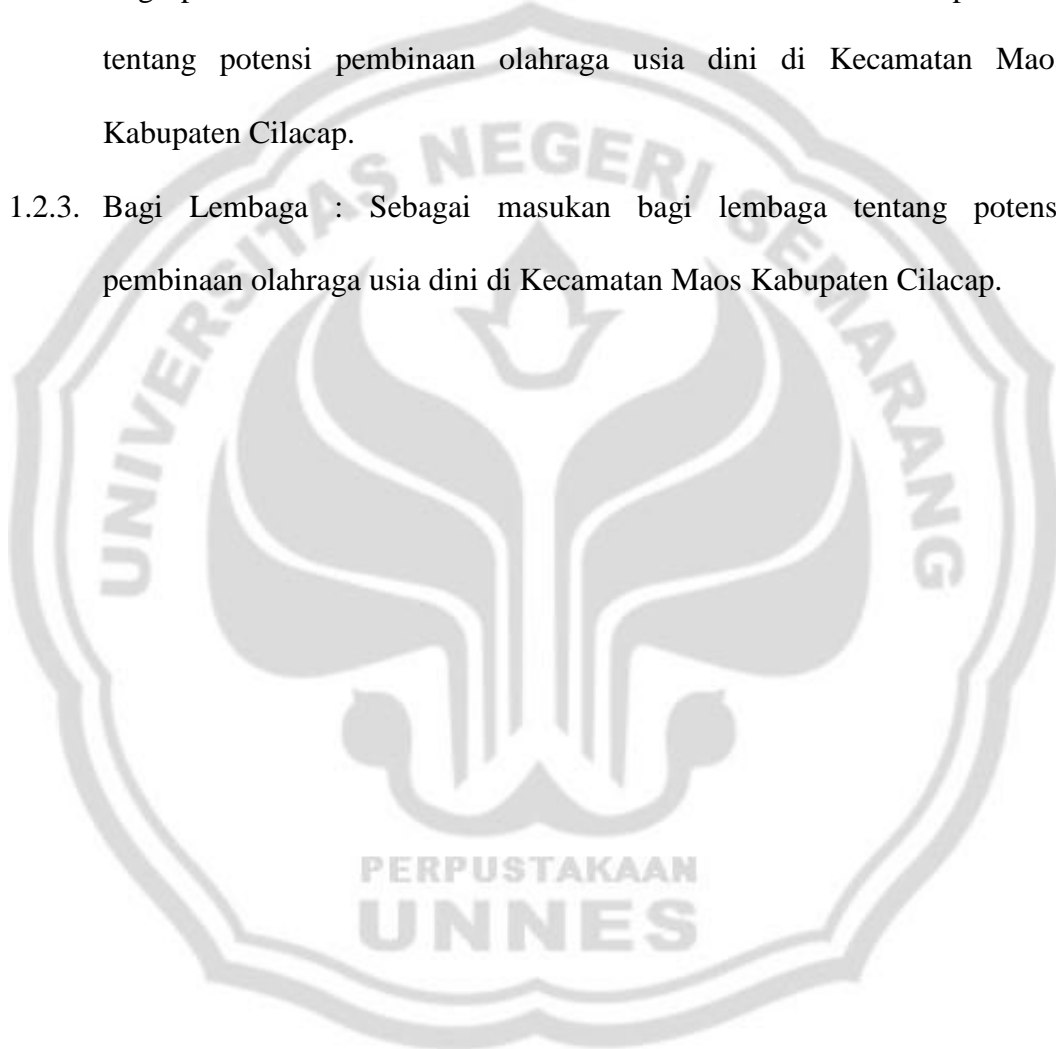 tentang potensi pembinaan olahraga usia dini di Kecamatan Mao
Kabupaten Cilacap.
1.2.3. Bagi Lembaga : Sebagai masukan bagi lembaga tentang potens
pembinaan olahraga usia dini di Kecamatan Maos Kabupaten Cilacap.
UNIVERSITAS NEGERI SEMARANG
PERPUSTAKAAN
UNNES